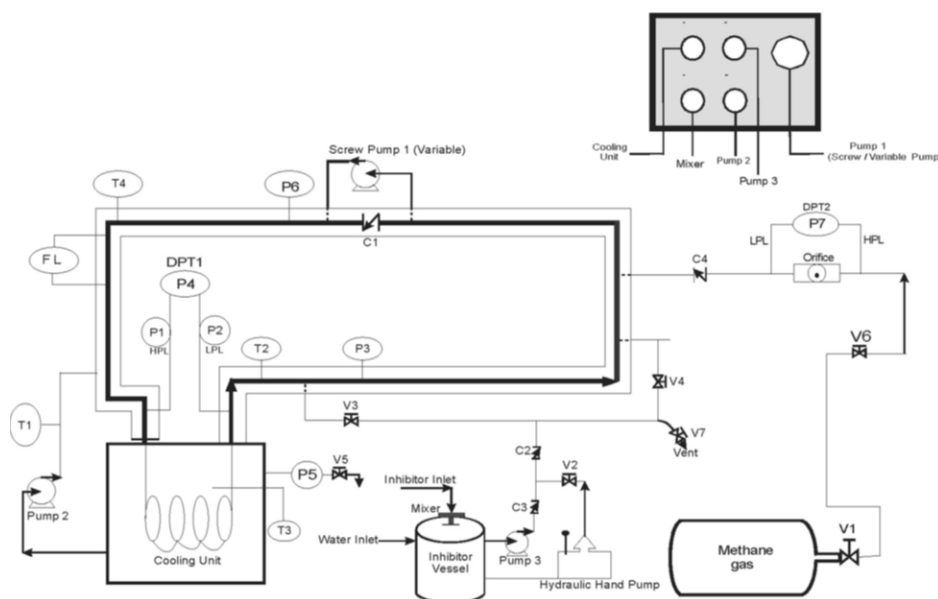 Cooling
Unit
Mixer
Pump 2
Pump 3
Pump 1
(Screw / Variable Pump
Screw Pump 1 (Variable)
T4
P6
C1
DPT2
P7
LPL
HPL
Orifice
C4
F L
DPT1
P4
P1
HPL
P2
LPL
T2
P3
V6
V4
V3
V7
Vent
T1
C2
V5
P5
V2
Inhibitor Inlet
Mixer
C3
Pump 2
T3
Water Inlet
Inhibitor
Vessel
Pump 3
Cooling Unit
Hydraulic Hand Pump
Methane
gas
V1